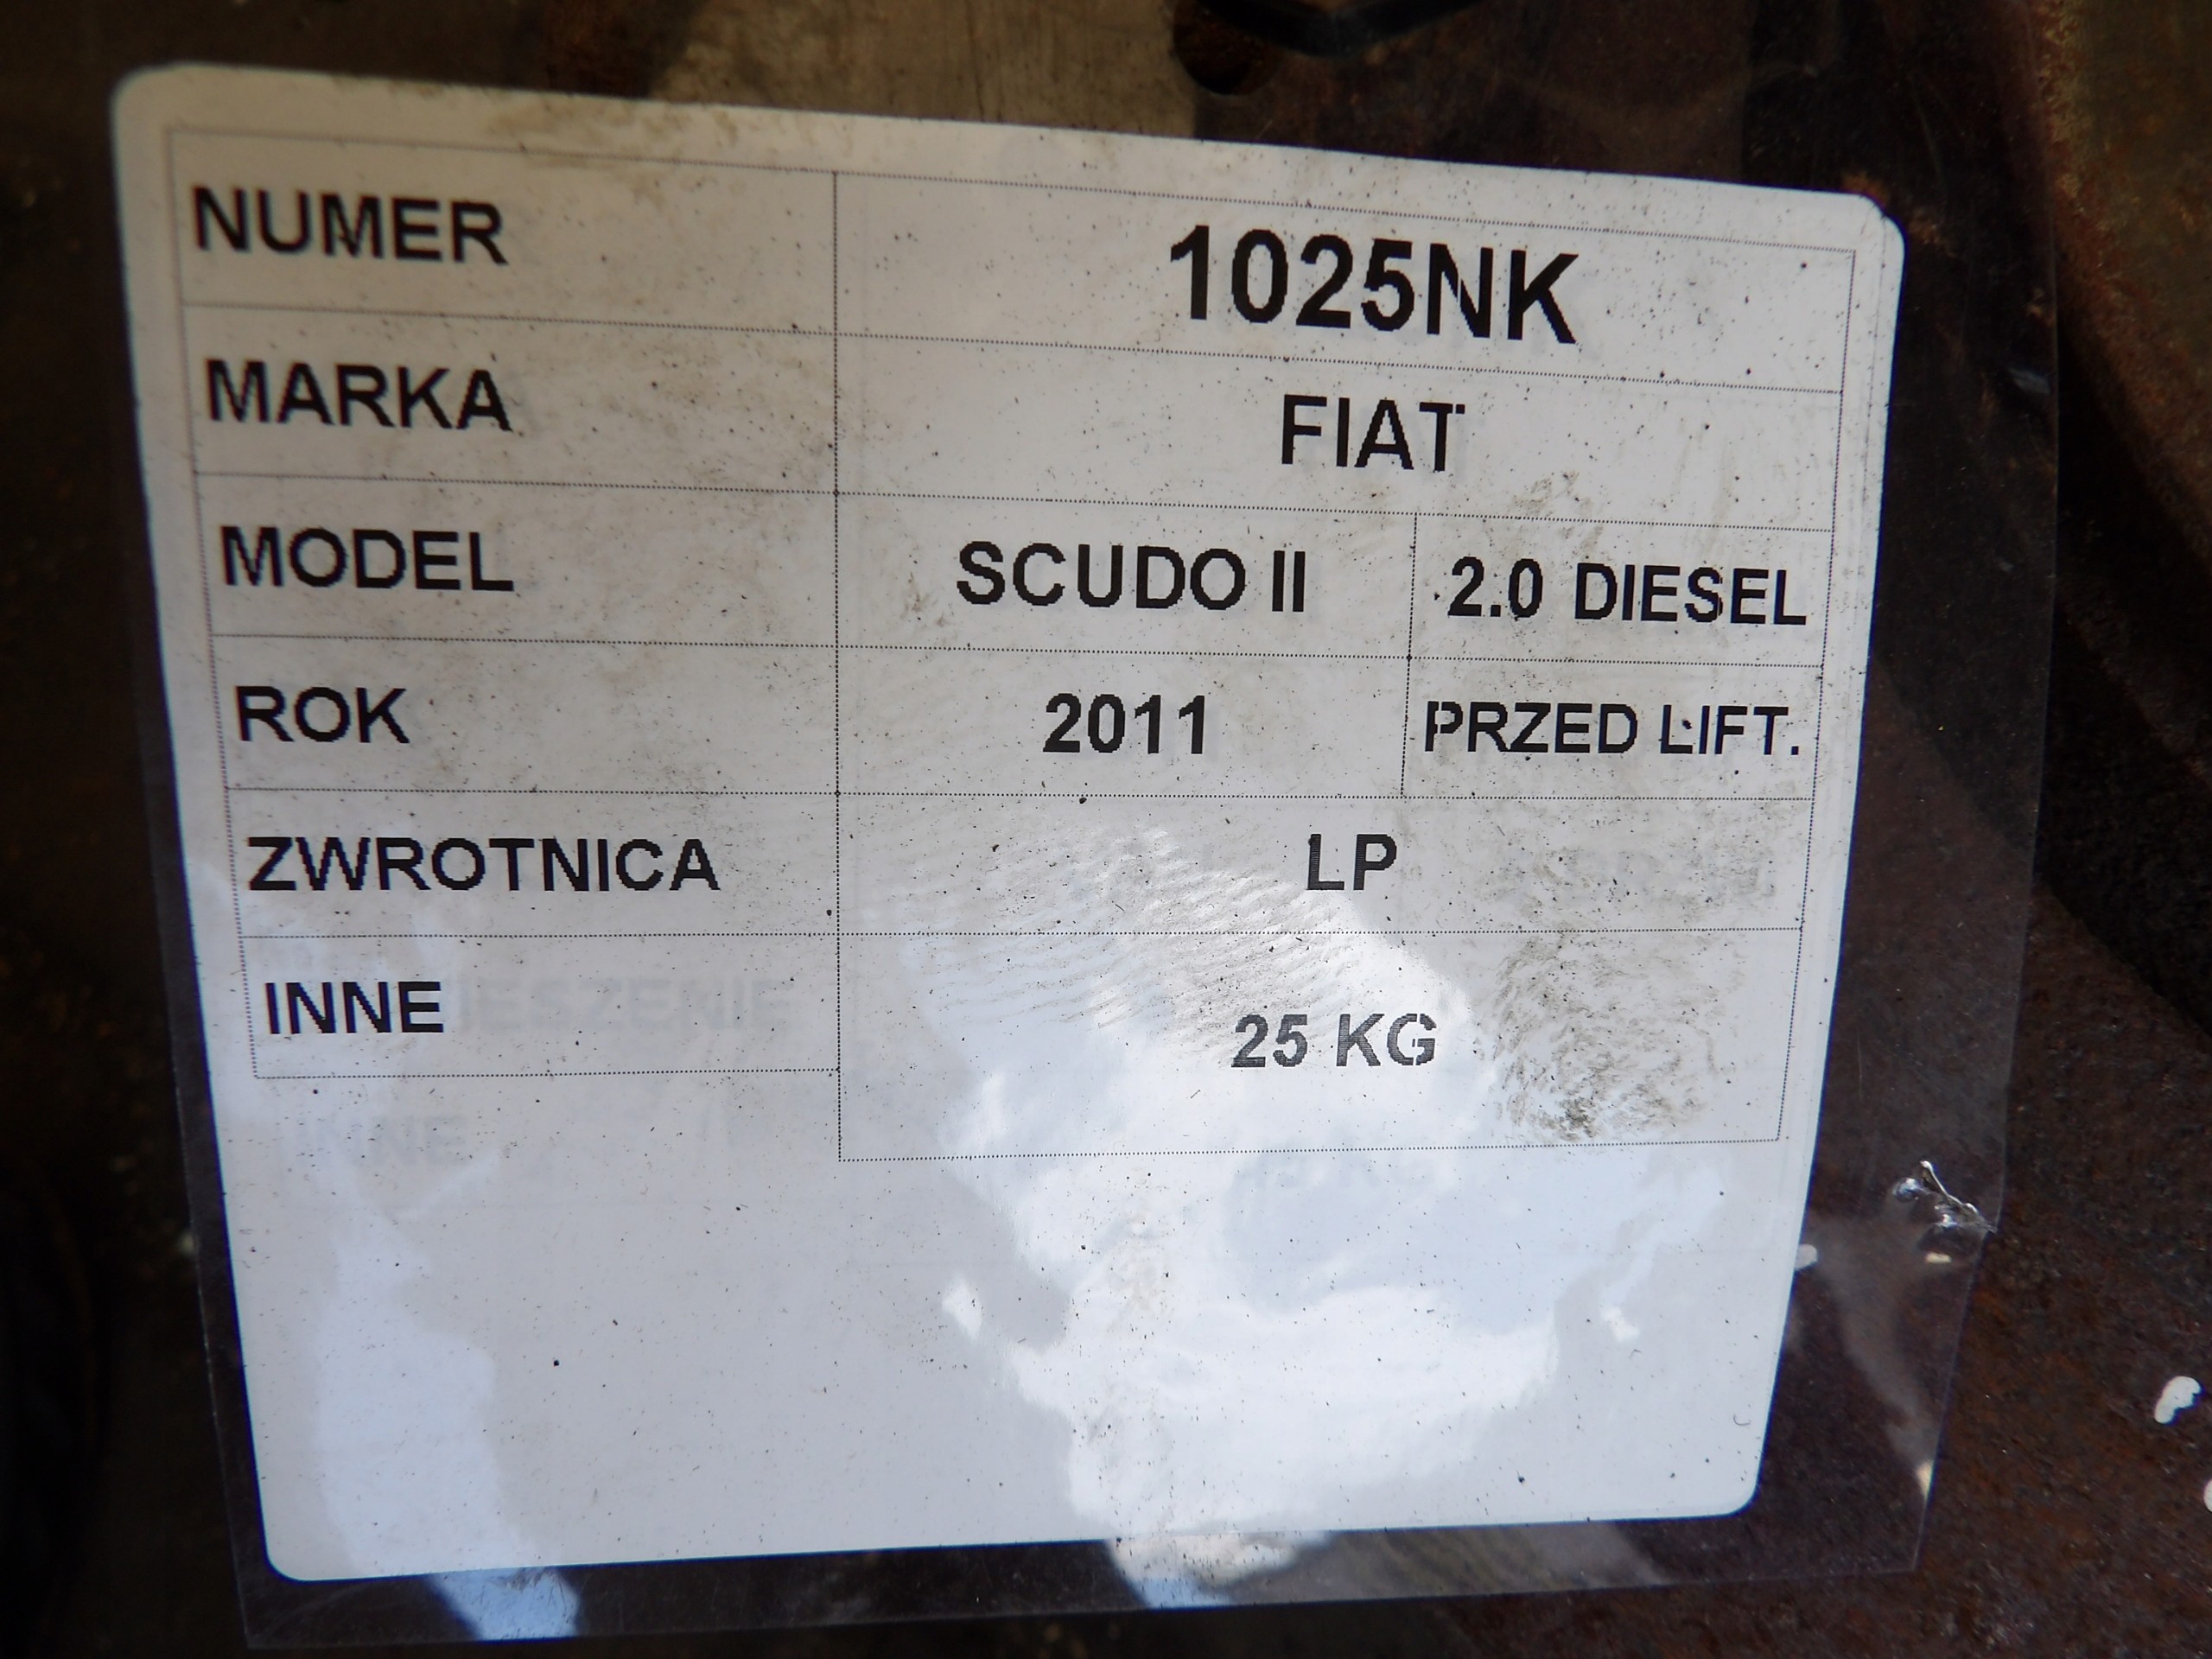 NUMER 1025NK
MARKA FIAT
MODEL SCUDO II 2.0 DIESEL
ROK 2011 PRZED LIFT.
ZWROTNICA LP
INNE 25 KG